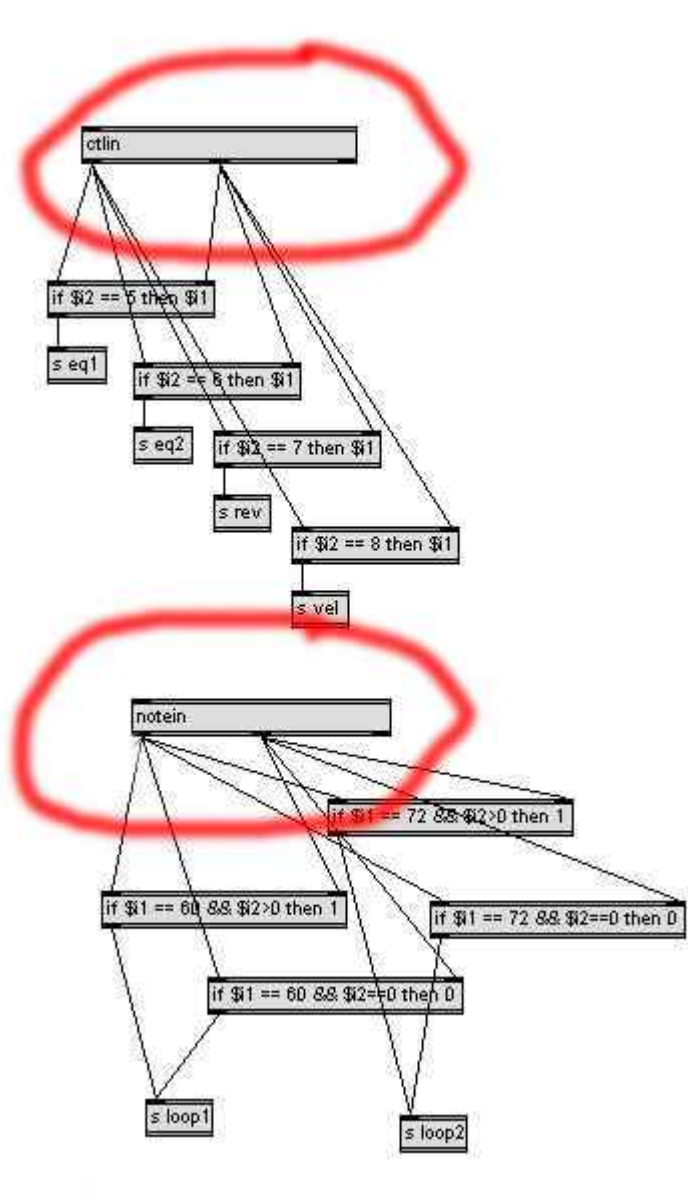 ctlin
if $i2 == 5 then $i1
s eq1
if $i2 == 6 then $i1
s eq2
if $i2 == 7 then $i1
s rev
if $i2 == 8 then $i1
s vel
notein
if $i1 == 72 && $i2>0 then 1
if $i1 == 60 && $i2>0 then 1
if $i1 == 72 && $i2==0 then 0
if $i1 == 60 && $i2==0 then 0
s loop1
s loop2